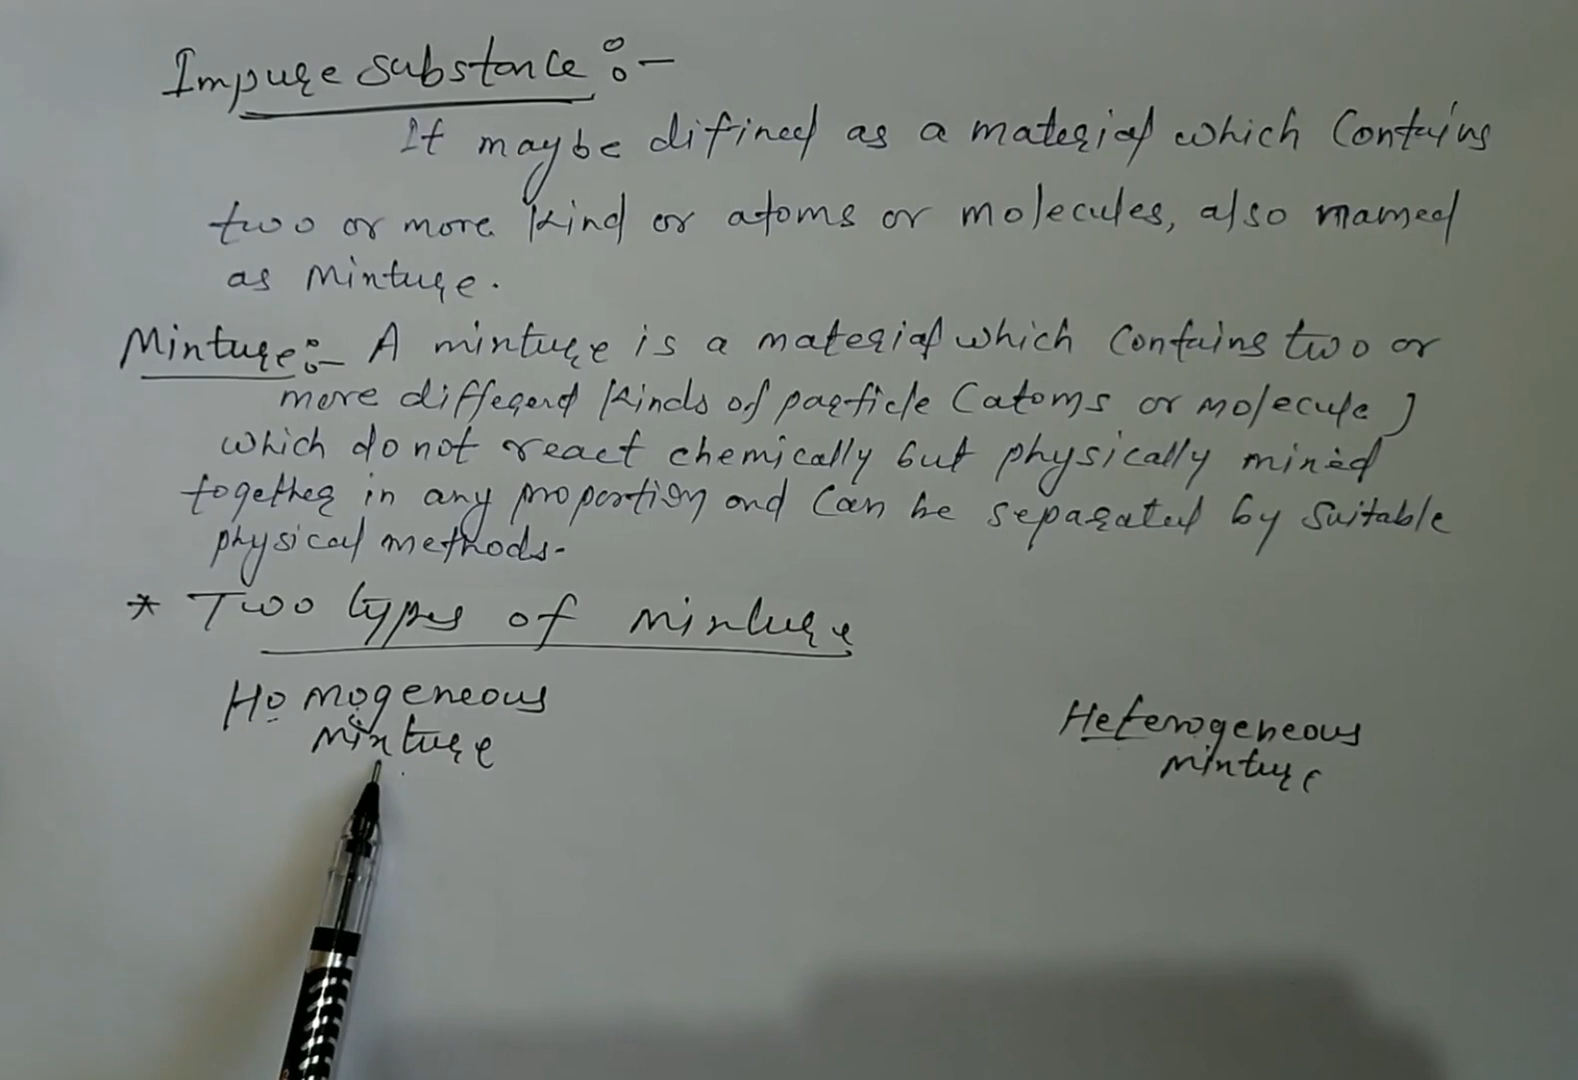 Impure substance :-
It maybe difined as a material which Contains
two or more Kind or atoms or molecules, also named
as Mixture.
Mixture:- A mixture is a material which Contains two or
more differend Kinds of particle (atoms or molecule)
which do not react chemically but physically mixed
together in any proportion and Can be separated by Suitable
physical methods-
* Two types of mixture
Homogeneous
Mixture
Heterogeneous
Mixture